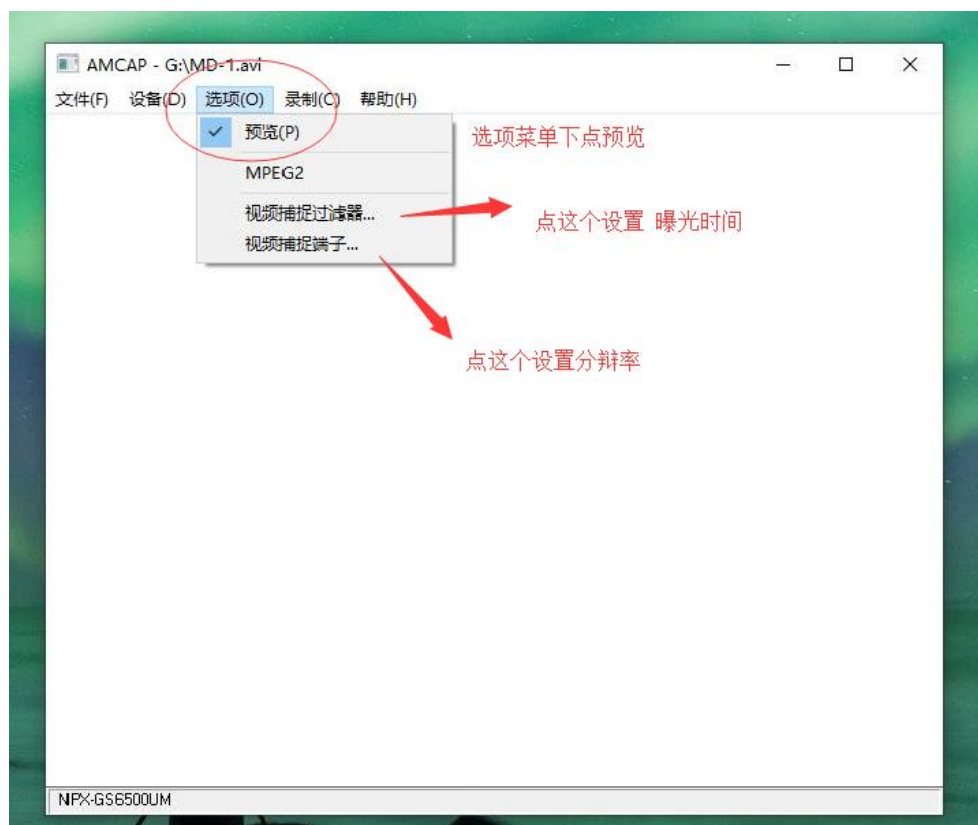 AMCAP - G:\MD-1.avi
文件(F) 设备(D) 选项(O) 录制(C) 帮助(H)
预览(P)
选项菜单下点预览
MPEG2
视频捕捉过滤器...
点这个设置 曝光时间
视频捕捉端子...
点这个设置分辩率
NPX-GS6500UM